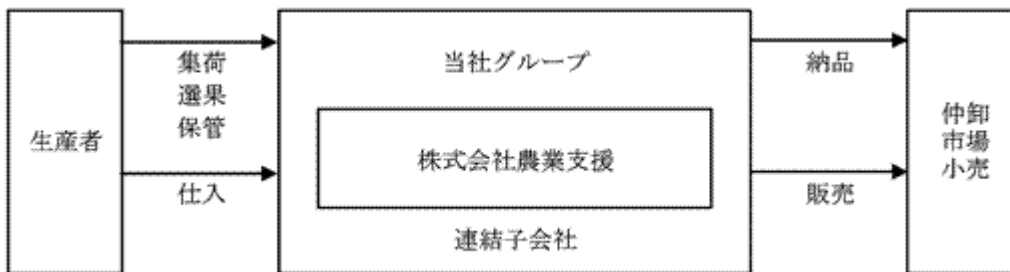 生産者
集荷
選果
保管
仕入
当社グループ
株式会社農業支援
連結子会社
納品
販売
仲卸
市場
小売